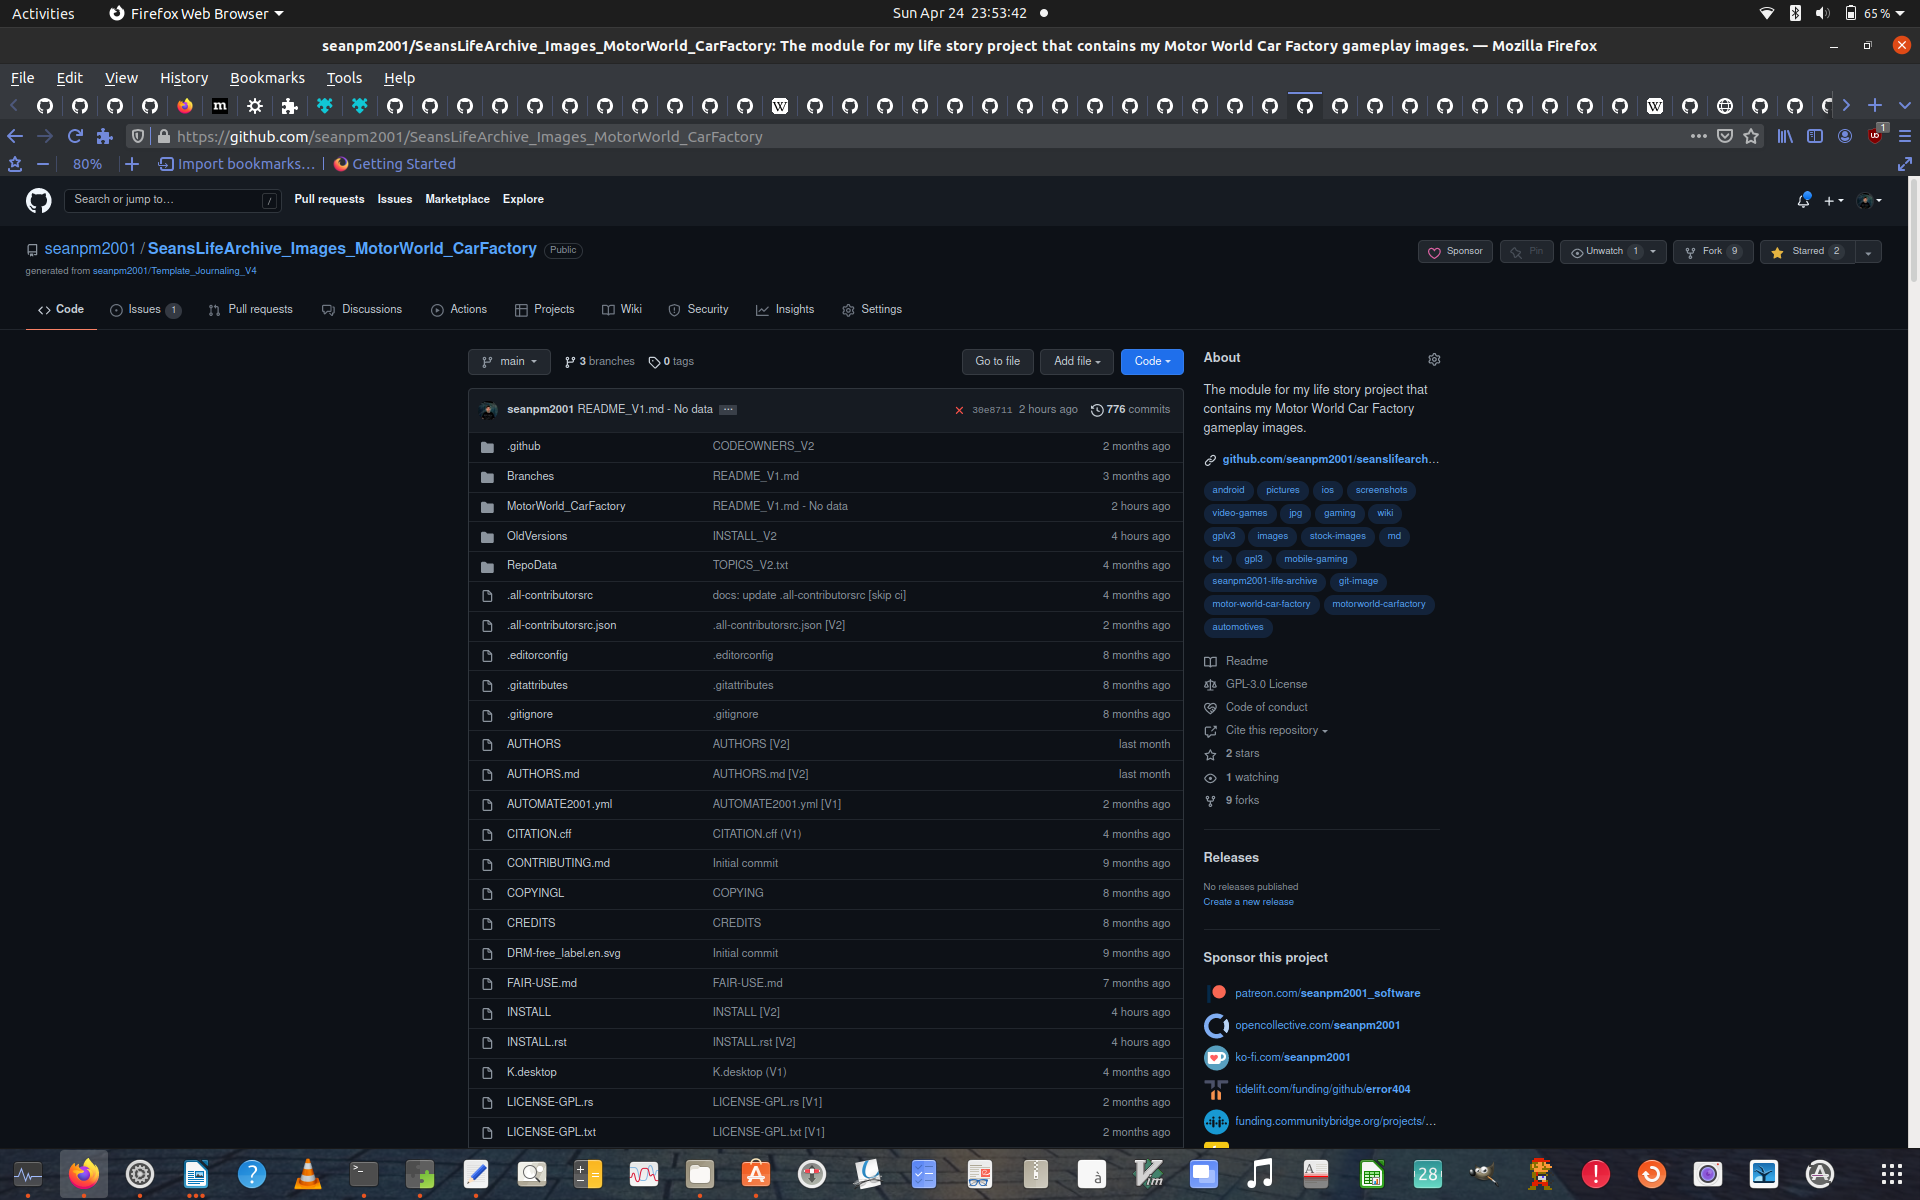 Activities Firefox Web Browser Sun Apr 24 23:53:42 65 %
seanpm2001/SeansLifeArchive_Images_MotorWorld_CarFactory: The module for my life story project that contains my Motor World Car Factory gameplay images. — Mozilla Firefox
File Edit View History Bookmarks Tools Help
https://github.com/seanpm2001/SeansLifeArchive_Images_MotorWorld_CarFactory 1
80% Import bookmarks... Getting Started
Search or jump to... / Pull requests Issues Marketplace Explore
seanpm2001 / SeansLifeArchive_Images_MotorWorld_CarFactory Public Sponsor Pin Unwatch 1 Fork 9 Starred 2
generated from seanpm2001/Template_Journaling_V4
Code Issues 1 Pull requests Discussions Actions Projects Wiki Security Insights Settings
main 3 branches 0 tags Go to file Add file Code
seanpm2001 README_V1.md - No data ... 30e8711 2 hours ago 776 commits
.github CODEOWNERS_V2 2 months ago
Branches README_V1.md 3 months ago
MotorWorld_CarFactory README_V1.md - No data 2 hours ago
OldVersions INSTALL_V2 4 hours ago
RepoData TOPICS_V2.txt 4 months ago
.all-contributorsrc docs: update .all-contributorsrc [skip ci] 4 months ago
.all-contributorsrc.json .all-contributorsrc.json [V2] 2 months ago
.editorconfig .editorconfig 8 months ago
.gitattributes .gitattributes 8 months ago
.gitignore .gitignore 8 months ago
AUTHORS AUTHORS [V2] last month
AUTHORS.md AUTHORS.md [V2] last month
AUTOMATE2001.yml AUTOMATE2001.yml [V1] 2 months ago
CITATION.cff CITATION.cff (V1) 4 months ago
CONTRIBUTING.md Initial commit 9 months ago
COPYINGL COPYING 8 months ago
CREDITS CREDITS 8 months ago
DRM-free_label.en.svg Initial commit 9 months ago
FAIR-USE.md FAIR-USE.md 7 months ago
INSTALL INSTALL [V2] 4 hours ago
INSTALL.rst INSTALL.rst [V2] 4 hours ago
K.desktop K.desktop (V1) 4 months ago
LICENSE-GPL.rs LICENSE-GPL.rs [V1] 2 months ago
LICENSE-GPL.txt LICENSE-GPL.txt [V1] 2 months ago
About
The module for my life story project that
contains my Motor World Car Factory
gameplay images.
github.com/seanpm2001/seanslifearch...
android pictures ios screenshots
video-games jpg gaming wiki
gplv3 images stock-images md
txt gpl3 mobile-gaming
seanpm2001-life-archive git-image
motor-world-car-factory motorworld-carfactory
automotives
Readme
GPL-3.0 License
Code of conduct
Cite this repository
2 stars
1 watching
9 forks
Releases
No releases published
Create a new release
Sponsor this project
patreon.com/seanpm2001_software
opencollective.com/seanpm2001
ko-fi.com/seanpm2001
tidelift.com/funding/github/error404
funding.communitybridge.org/projects/...
28